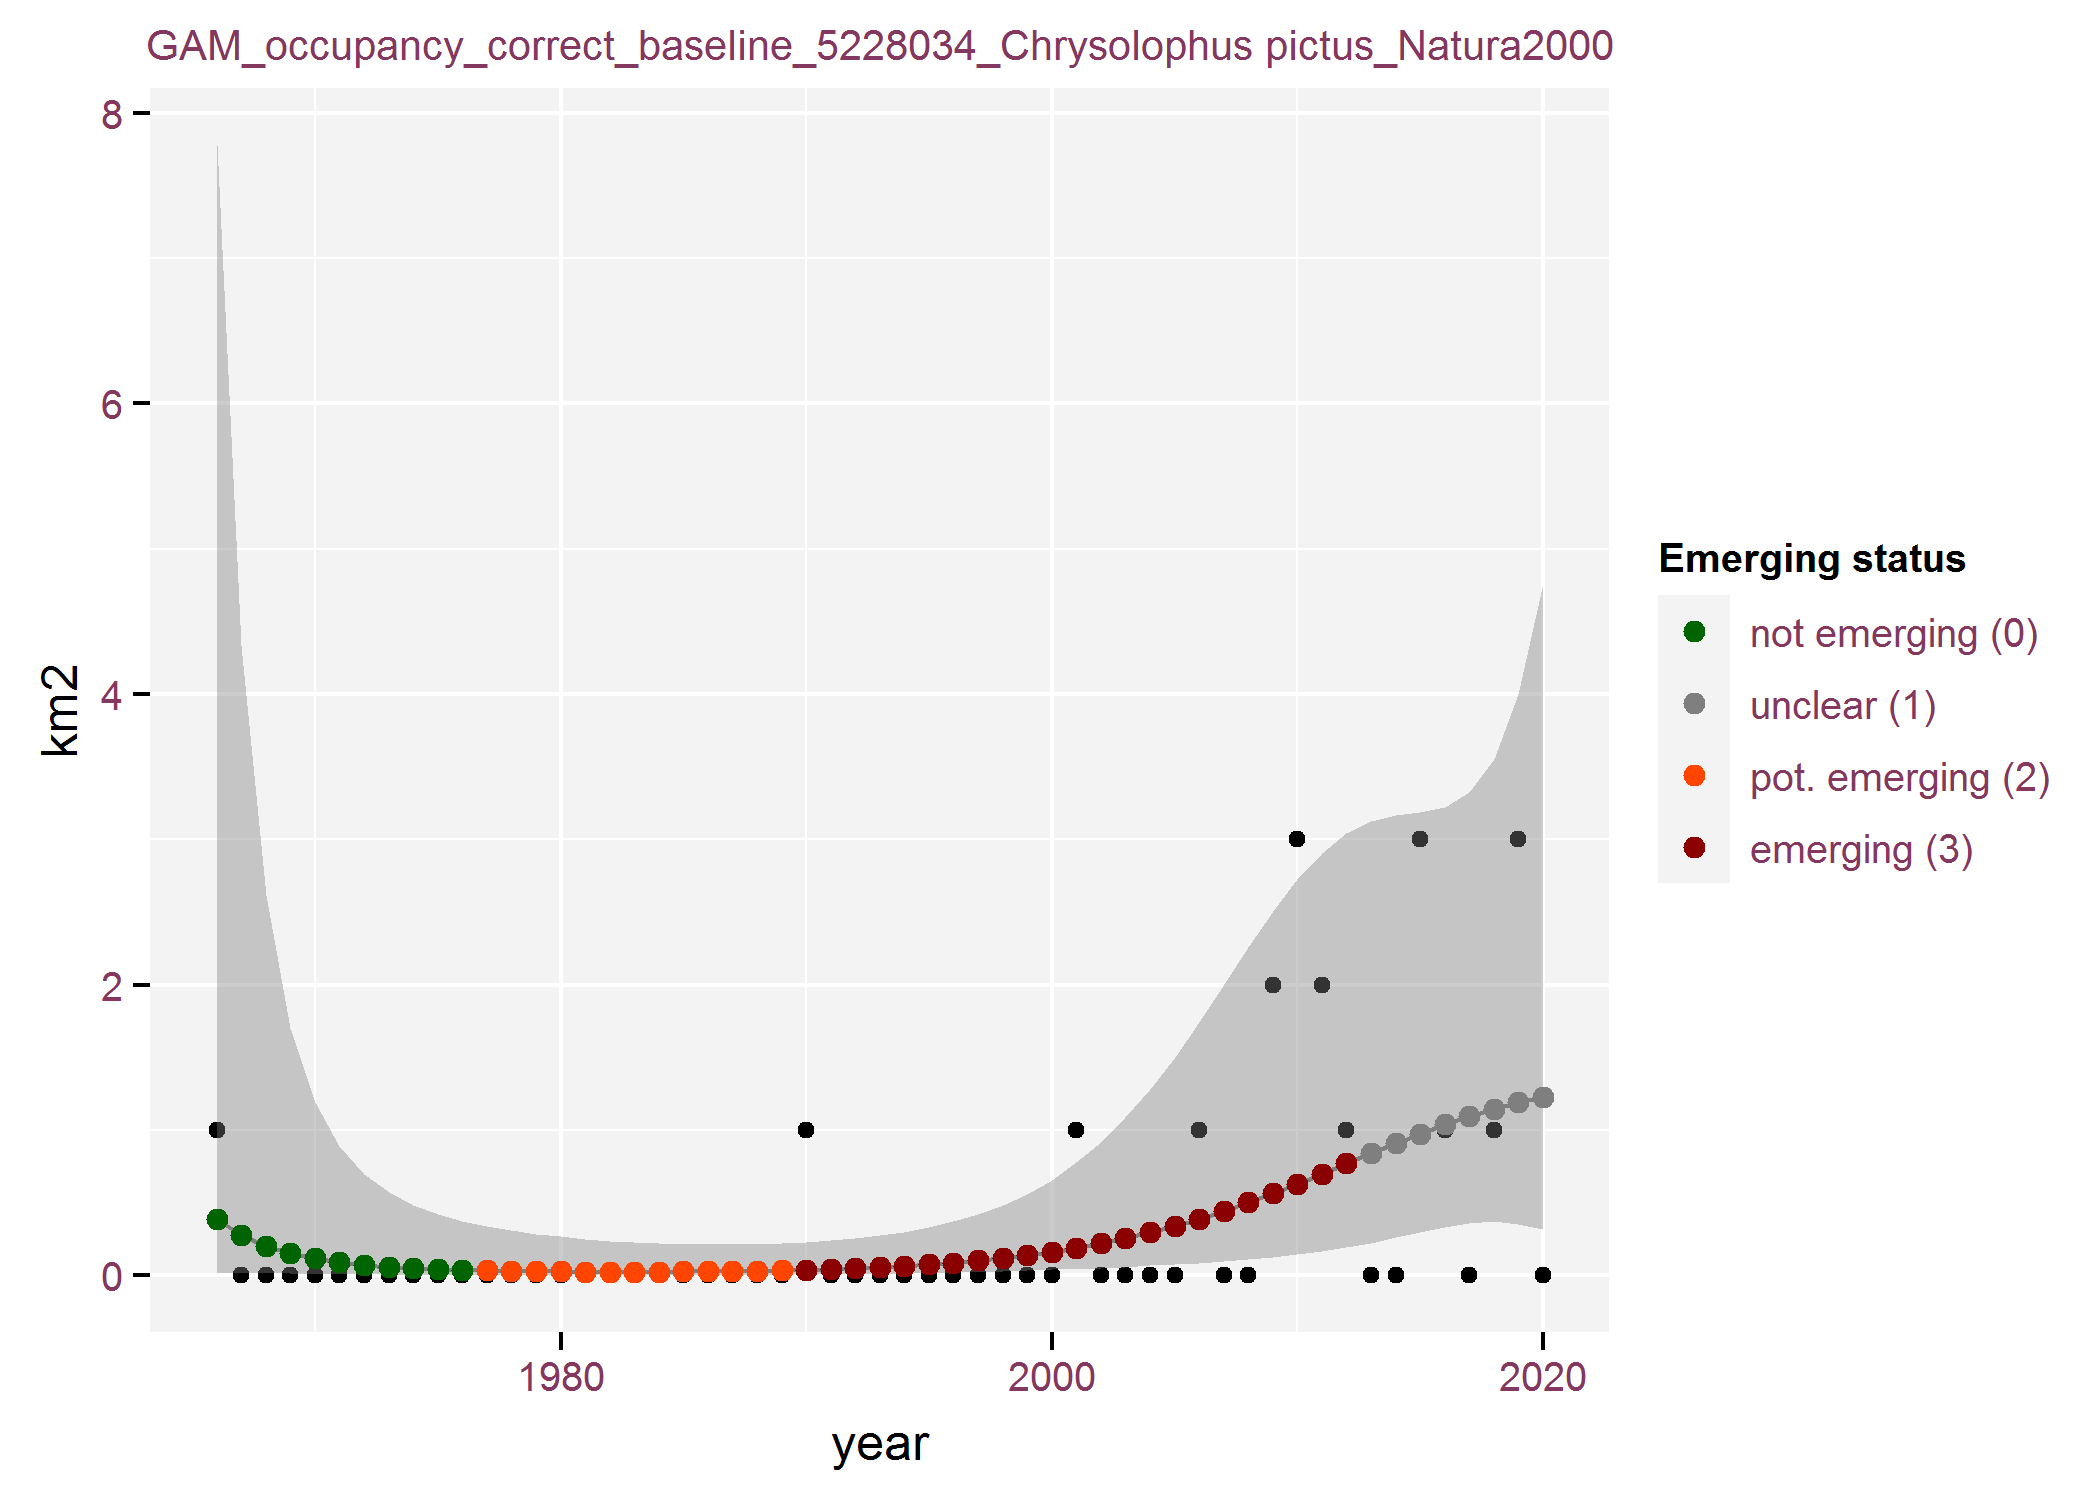 GAM_occupancy_correct_baseline_5228034_Chrysolophus pictus_Natura2000
8
6
4
2
0
km2
1980
2000
2020
year
Emerging status
not emerging (0)
unclear (1)
pot. emerging (2)
emerging (3)